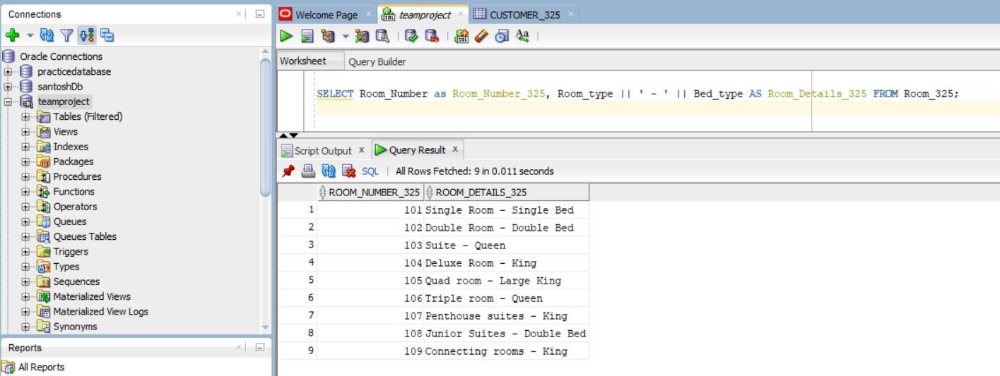 Connections
Oracle Connections
practicedatabase
santoshDb
teamproject
Tables (Filtered)
Views
Indexes
Packages
Procedures
Functions
Operators
Queues
Queues Tables
Triggers
Types
Sequences
Materialized Views
Materialized View Logs
Synonyms
Reports
All Reports
Welcome Page teamproject CUSTOMER_325
Worksheet Query Builder
SELECT Room_Number as Room_Number_325, Room_type || ' - ' || Bed_type AS Room_Details_325 FROM Room_325;
Script Output x Query Result x
SQL | All Rows Fetched: 9 in 0.011 seconds
ROOM_NUMBER_325 ROOM_DETAILS_325
1 101 Single Room - Single Bed
2 102 Double Room - Double Bed
3 103 Suite - Queen
4 104 Deluxe Room - King
5 105 Quad room - Large King
6 106 Triple room - Queen
7 107 Penthouse suites - King
8 108 Junior Suites - Double Bed
9 109 Connecting rooms - King